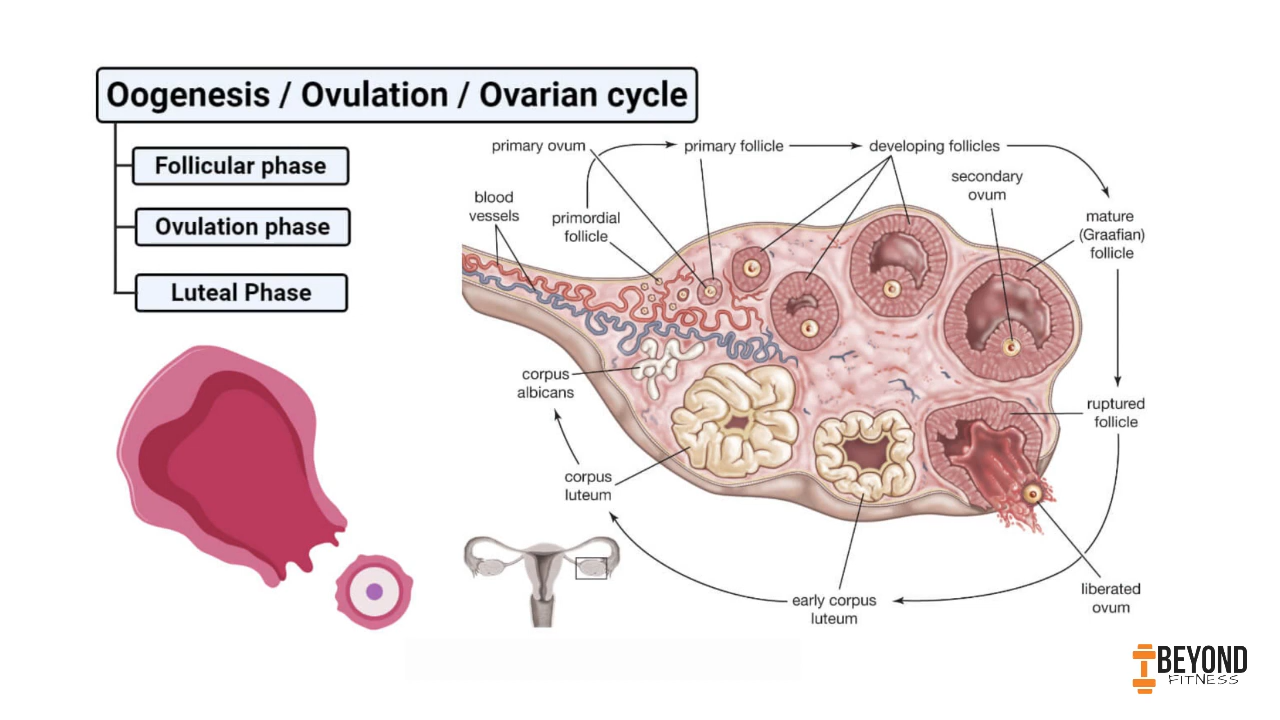 Oogenesis / Ovulation / Ovarian cycle
Follicular phase
Ovulation phase
Luteal Phase
primary ovum
primary follicle
developing follicles
secondary
ovum
blood
vessels
primordial
follicle
mature
(Graafian)
follicle
corpus
albicans
ruptured
follicle
corpus
luteum
early corpus
luteum
liberated
ovum
BEYOND
FITNESS